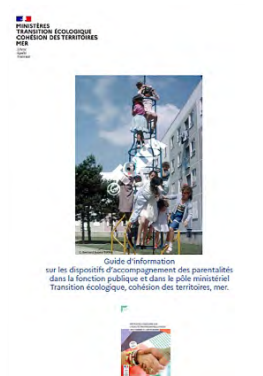 MINISTÈRES
TRANSITION ÉCOLOGIQUE
COHÉSION DES TERRITOIRES
MER
Guide d'information
sur les dispositifs d'accompagnement des parentalités
dans la fonction publique et dans le pôle ministériel
Transition écologique, cohésion des territoires, mer.